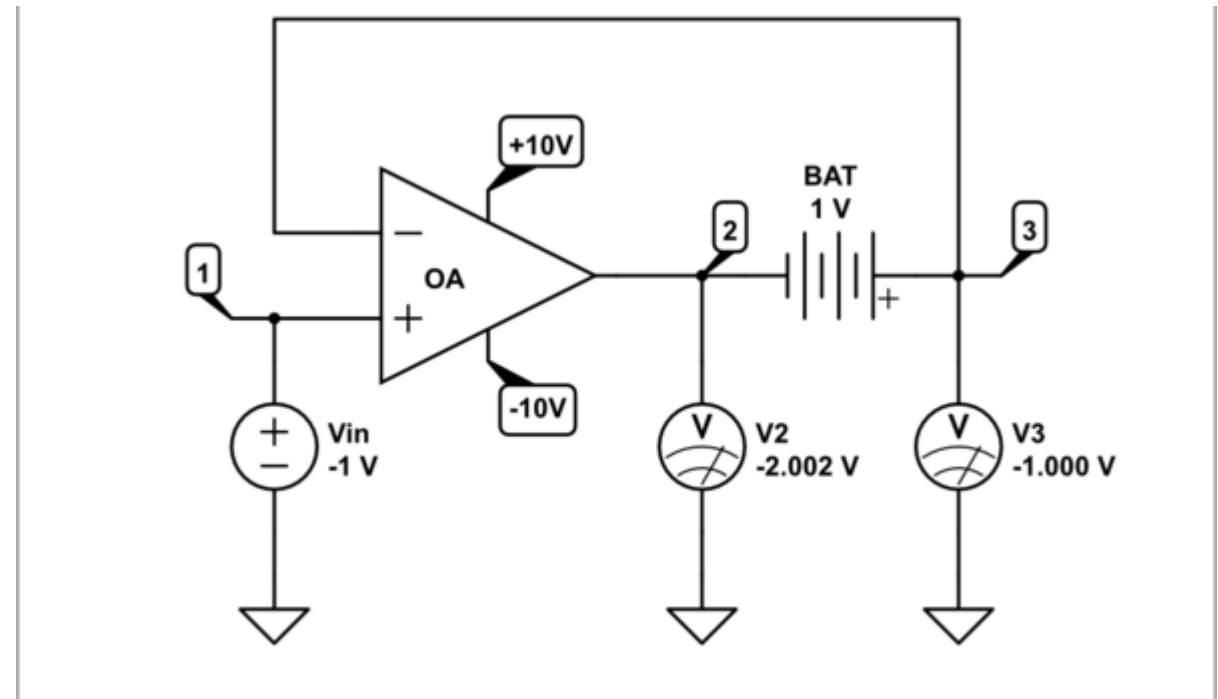 +10V
BAT
1 V
2
3
−
1
OA
+
+
-10V
+
−
Vin
-1 V
V
V2
-2.002 V
V
V3
-1.000 V